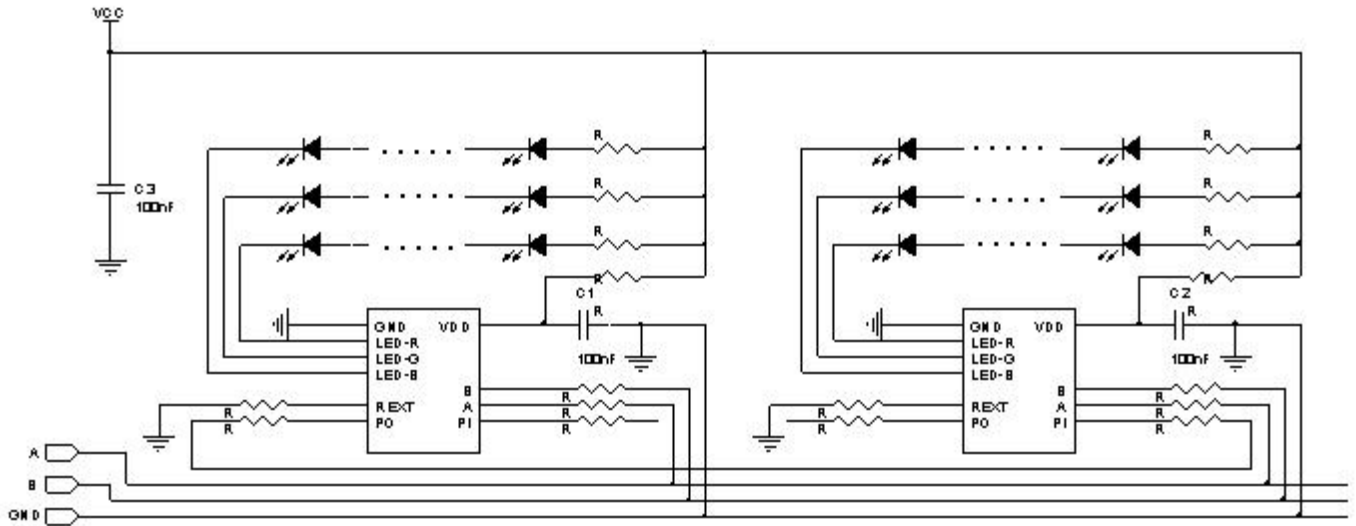 VCC
R R
R R
C3
100nF
R R
R R
C1 C2
R R
GND VDD GND VDD
LED-R LED-R
LED-G 100nF LED-G 100nF
LED-B LED-B
B B
R R
R REXT A R REXT A
R R
R PO PI R PO PI
R R
A
B
GND